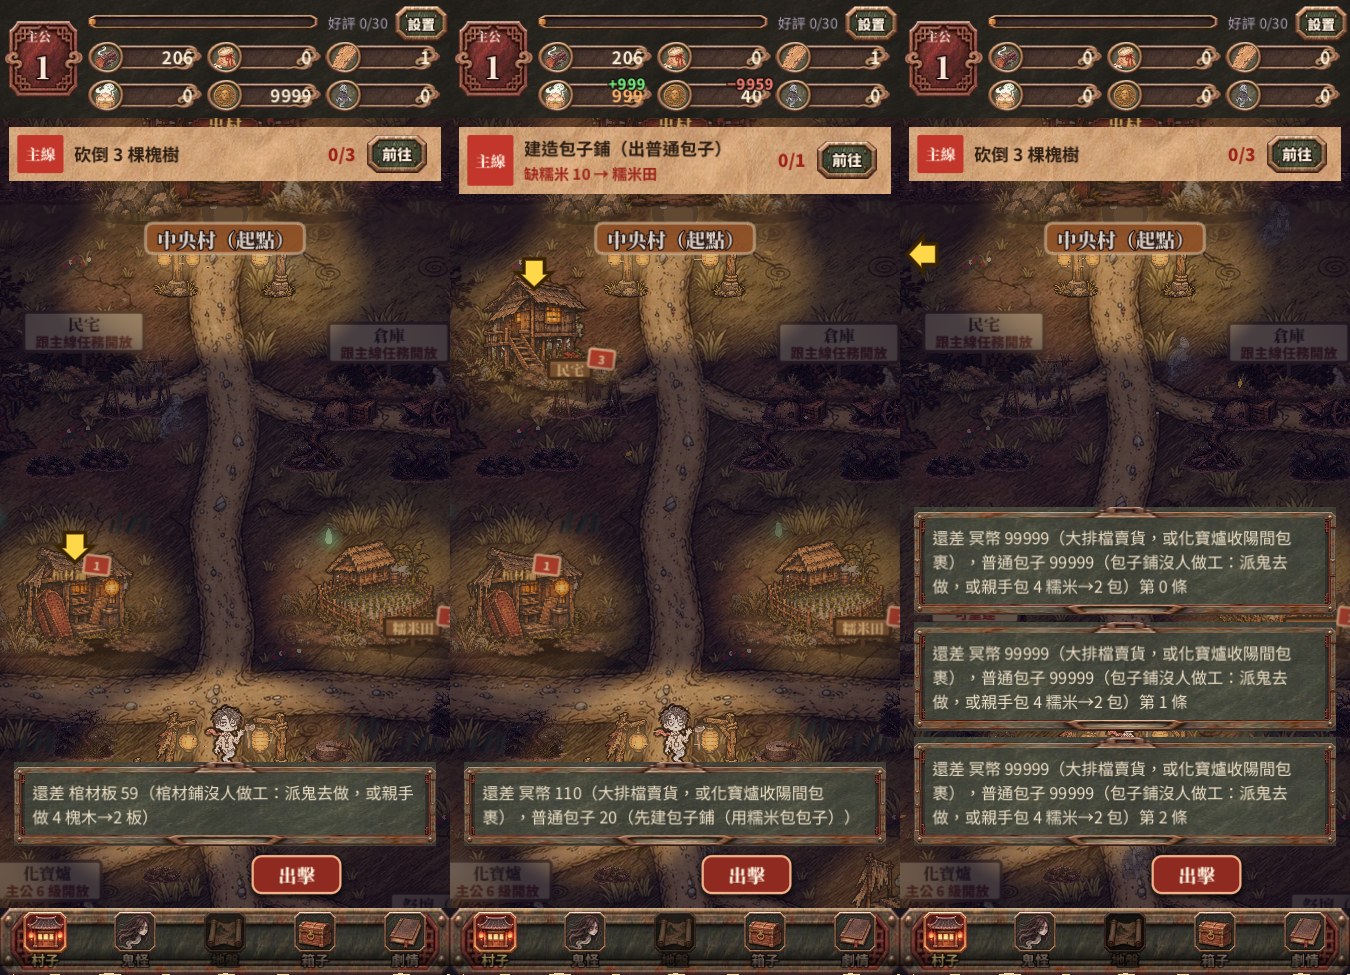 主公
1
好評 0/30
設置
206
0
1
0
9999
0
主線
砍倒 3 棵槐樹
0/3
前往
中央村（起點）
民宅
跟主線任務開放
倉庫
跟主線任務開放
1
糯米田
還差 棺材板 59（棺材鋪沒人做工：派鬼去做，或親手
做 4 槐木→2 板）
化寶爐
主公 6 級開放
出擊
村子
鬼怪
地盤
箱子
劇情
主公
1
好評 0/30
設置
206
0
1
+999
999
-9959
40
0
主線
建造包子鋪（出普通包子）
缺糯米 10 → 糯米田
0/1
前往
中央村（起點）
民宅
3
倉庫
跟主線任務開放
1
糯米田
還差 冥幣 110（大排檔賣貨，或化寶爐收陽間包
裹），普通包子 20（先建包子鋪（用糯米包包子））
化寶爐
主公 6 級開放
出擊
村子
鬼怪
地盤
箱子
劇情
主公
1
好評 0/30
設置
0
0
0
0
0
0
主線
砍倒 3 棵槐樹
0/3
前往
中央村（起點）
民宅
跟主線任務開放
倉庫
跟主線任務開放
還差 冥幣 99999（大排檔賣貨，或化寶爐收陽間包
裹），普通包子 99999（包子鋪沒人做工：派鬼去
做，或親手包 4 糯米→2 包）第 0 條
還差 冥幣 99999（大排檔賣貨，或化寶爐收陽間包
裹），普通包子 99999（包子鋪沒人做工：派鬼去
做，或親手包 4 糯米→2 包）第 1 條
還差 冥幣 99999（大排檔賣貨，或化寶爐收陽間包
裹），普通包子 99999（包子鋪沒人做工：派鬼去
做，或親手包 4 糯米→2 包）第 2 條
化寶爐
主公 6 級開放
出擊
村子
鬼怪
地盤
箱子
劇情